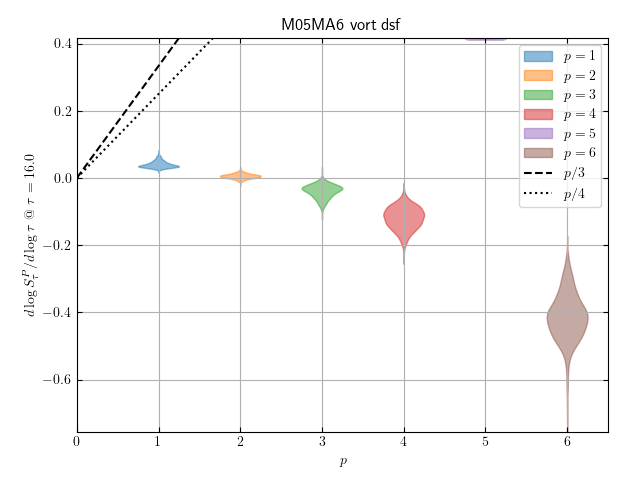 M05MA6 vort dsf
0.4
0.2
0.0
−0.2
−0.4
−0.6
d log S_τ^P / d log τ @ τ = 16.0
0 1 2 3 4 5 6
p
p = 1
p = 2
p = 3
p = 4
p = 5
p = 6
p/3
p/4